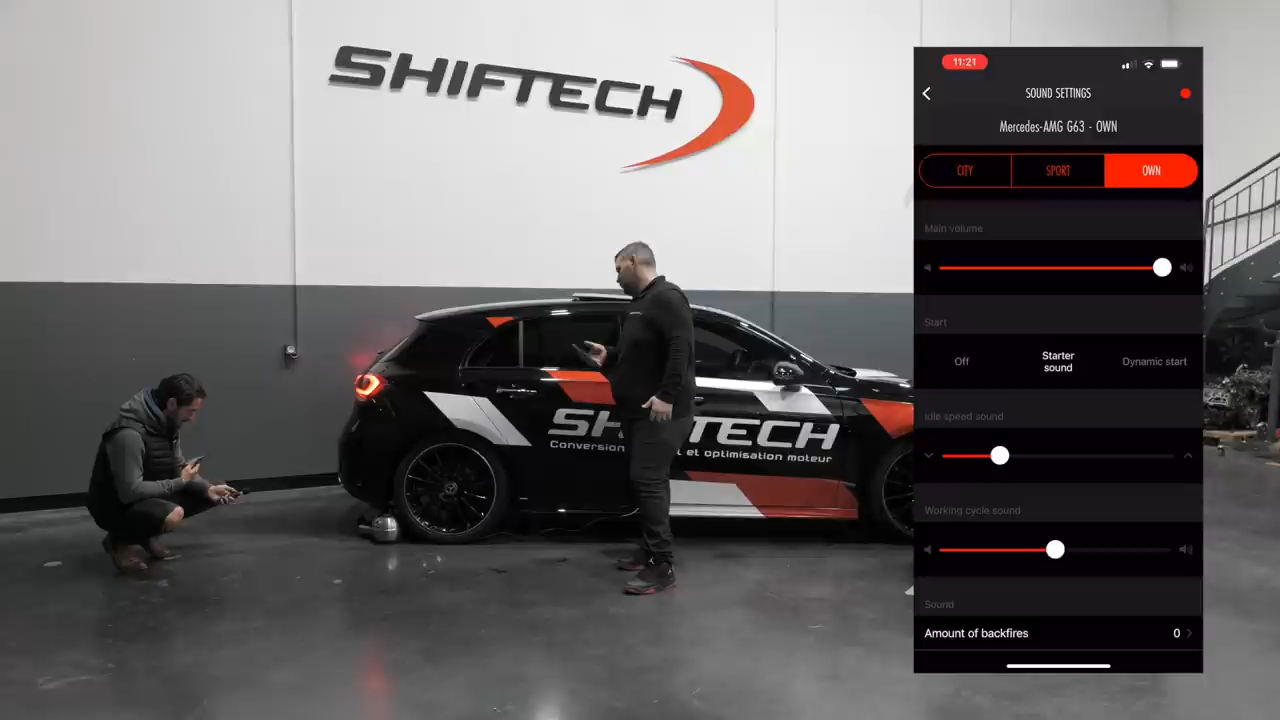 SHIFTECH
SHIFTECH
Conversion et optimisation moteur
11:21
SOUND SETTINGS
Mercedes-AMG G63 - OWN
CITY
SPORT
OWN
Main volume
Start
Off
Starter
sound
Dynamic start
Idle speed sound
Working cycle sound
Sound
Amount of backfires
0